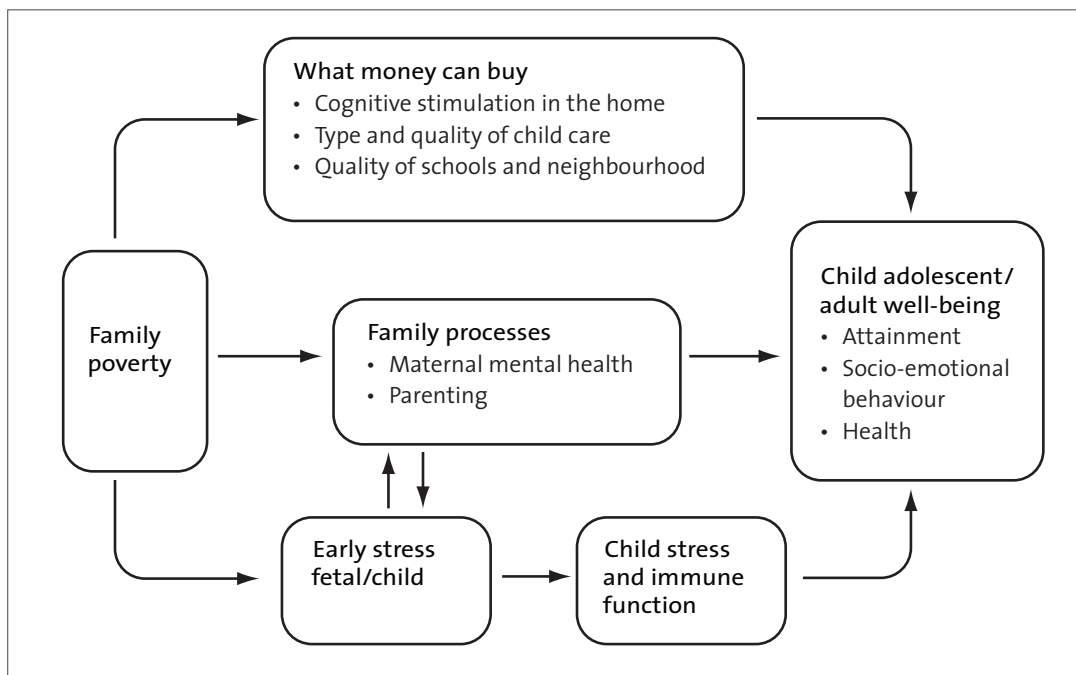 What money can buy
• Cognitive stimulation in the home
• Type and quality of child care
• Quality of schools and neighbourhood
Family
poverty
Family processes
• Maternal mental health
• Parenting
Child adolescent/
adult well-being
• Attainment
• Socio-emotional
behaviour
• Health
Early stress
fetal/child
Child stress
and immune
function